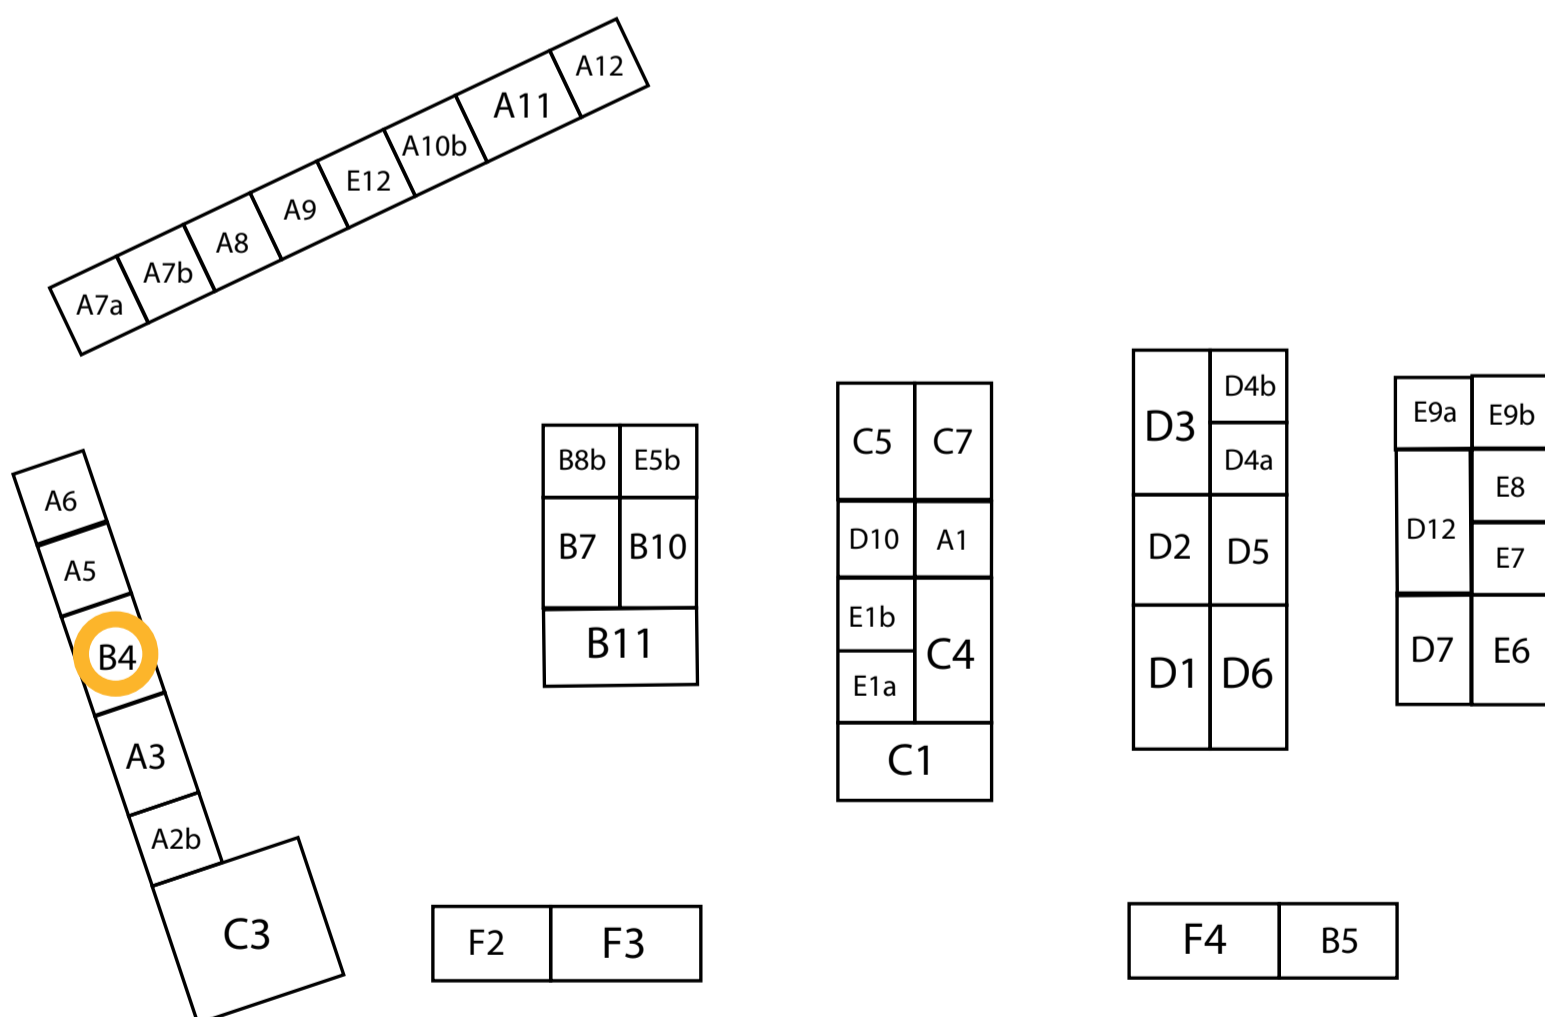 A12
A11
A10b
E12
A9
A8
A7b
A7a
A6
A5
B4
A3
A2b
C3
B8b E5b
B7 B10
B11
C5 C7
D10 A1
E1b
C4
E1a
C1
D3
D4b
D4a
D2 D5
D1 D6
E9a E9b
E8
D12
E7
D7 E6
F2 F3
F4 B5